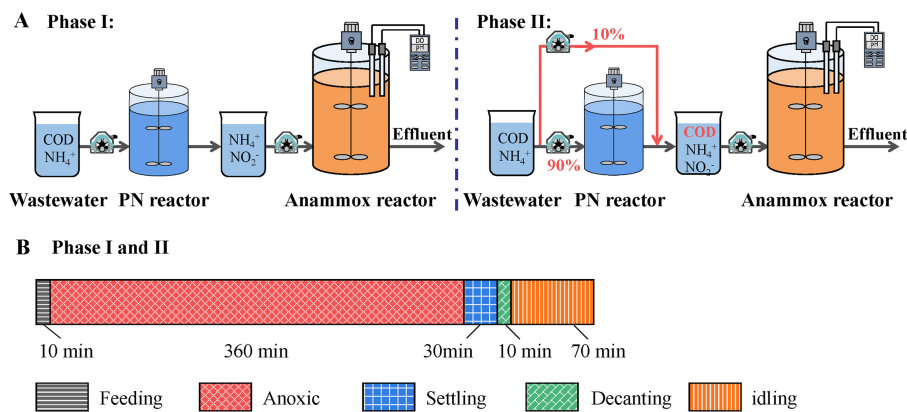 A Phase I:
DO
pH
COD
NH₄⁺
NH₄⁺
NO₂⁻
Effluent
Wastewater PN reactor Anammox reactor
Phase II:
10%
DO
pH
COD
NH₄⁺
90%
COD
NH₄⁺
NO₂⁻
Effluent
Wastewater PN reactor Anammox reactor
B Phase I and II
10 min 360 min 30min 10 min 70 min
Feeding Anoxic Settling Decanting idling